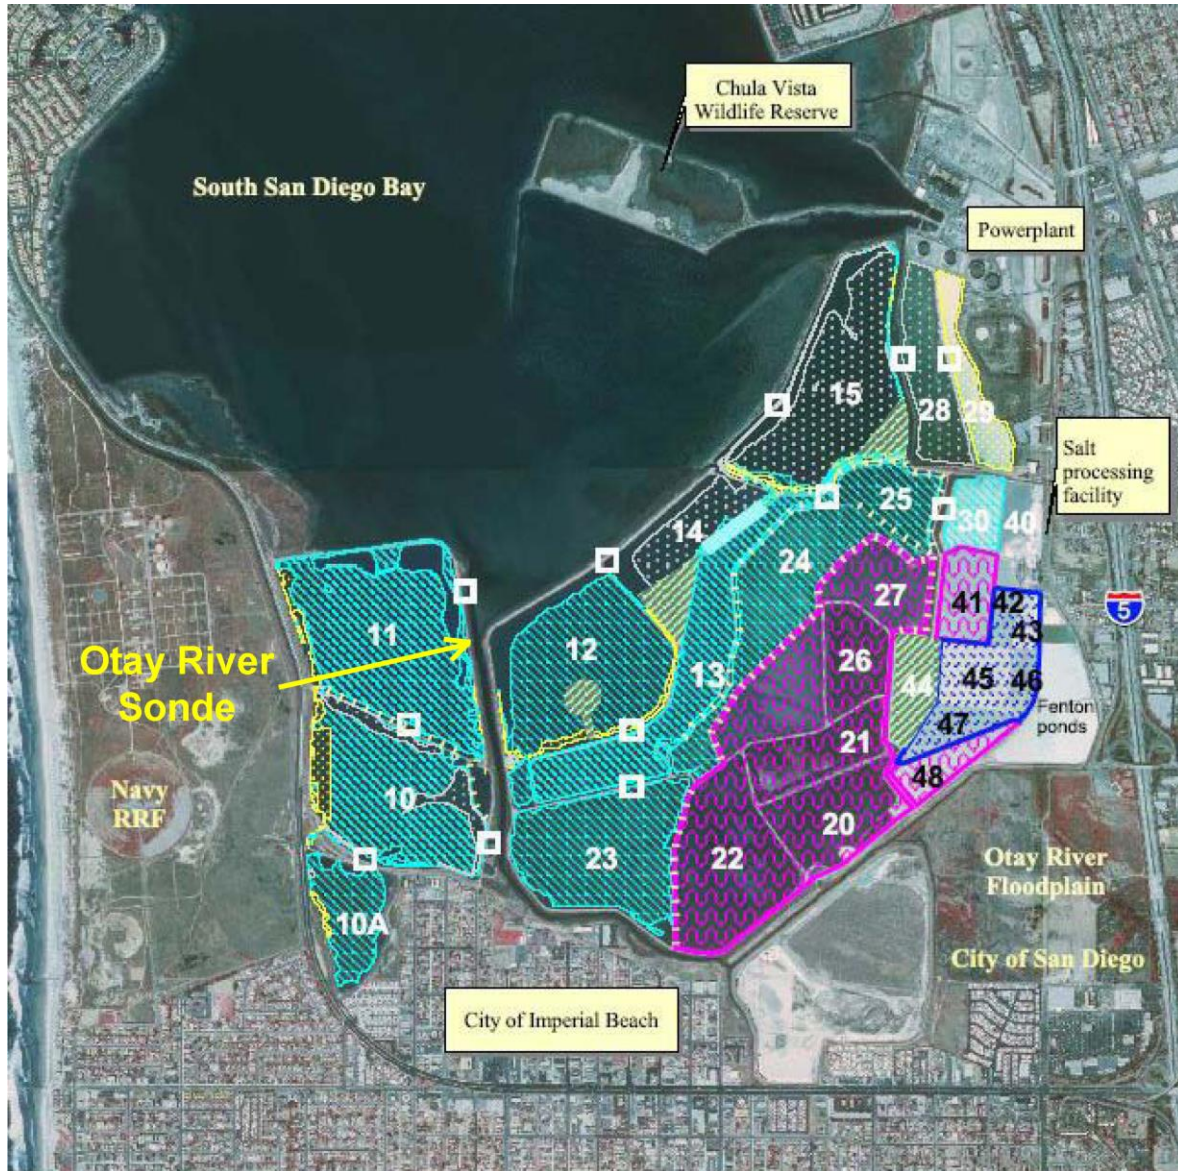 Chula Vista
Wildlife Reserve
South San Diego Bay
Powerplant
15
28
29
Salt
processing
facility
14
25
30
40
24
11
12
27
41
42
43
5
Otay River
Sonde
13
26
44
45
46
Fenton
ponds
47
21
48
Navy
RRF
10
20
23
22
Otay River
Floodplain
10A
City of San Diego
City of Imperial Beach